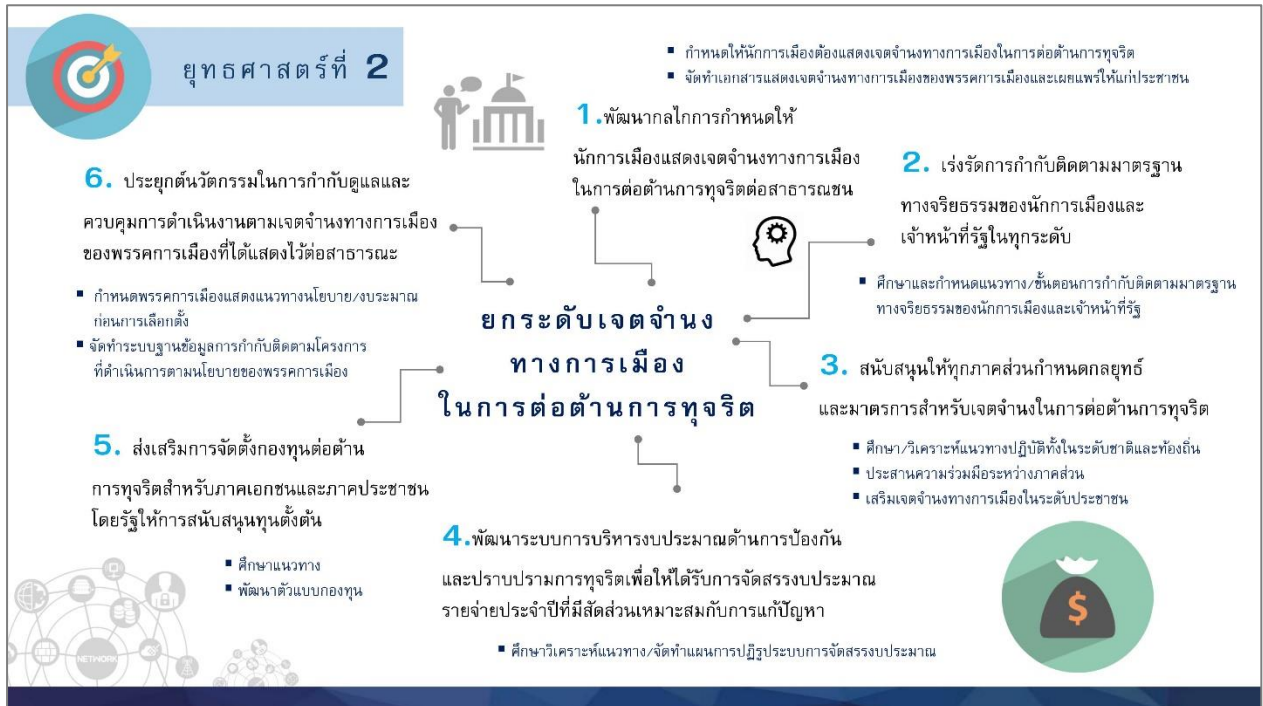 ยุทธศาสตร์ที่ 2
▪ กำหนดให้นักการเมืองต้องแสดงเจตจำนงทางการเมืองในการต่อต้านการทุจริต
▪ จัดทำเอกสารแสดงเจตจำนงทางการเมืองของพรรคการเมืองและเผยแพร่ให้แก่ประชาชน
1.พัฒนากลไกการกำหนดให้
นักการเมืองแสดงเจตจำนงทางการเมือง
ในการต่อต้านการทุจริตต่อสาธารณชน
2. เร่งรัดการกำกับติดตามมาตรฐาน
ทางจริยธรรมของนักการเมืองและ
เจ้าหน้าที่รัฐในทุกระดับ
▪ ศึกษาและกำหนดแนวทาง/ขั้นตอนการกำกับติดตามมาตรฐาน
ทางจริยธรรมของนักการเมืองและเจ้าหน้าที่รัฐ
ยกระดับเจตจำนง
ทางการเมือง
ในการต่อต้านการทุจริต
3. สนับสนุนให้ทุกภาคส่วนกำหนดกลยุทธ์
และมาตรการสำหรับเจตจำนงในการต่อต้านการทุจริต
▪ ศึกษา/วิเคราะห์แนวทางปฏิบัติทั้งในระดับชาติและท้องถิ่น
▪ ประสานความร่วมมือระหว่างภาคส่วน
▪ เสริมเจตจำนงทางการเมืองในระดับประชาชน
4.พัฒนาระบบการบริหารงบประมาณด้านการป้องกัน
และปราบปรามการทุจริตเพื่อให้ได้รับการจัดสรรงบประมาณ
รายจ่ายประจำปีที่มีสัดส่วนเหมาะสมกับการแก้ปัญหา
▪ ศึกษาวิเคราะห์แนวทาง/จัดทำแผนการปฏิรูประบบการจัดสรรงบประมาณ
5. ส่งเสริมการจัดตั้งกองทุนต่อต้าน
การทุจริตสำหรับภาคเอกชนและภาคประชาชน
โดยรัฐให้การสนับสนุนทุนตั้งต้น
▪ ศึกษาแนวทาง
▪ พัฒนาตัวแบบกองทุน
6. ประยุกต์นวัตกรรมในการกำกับดูแลและ
ควบคุมการดำเนินงานตามเจตจำนงทางการเมือง
ของพรรคการเมืองที่ได้แสดงไว้ต่อสาธารณะ
▪ กำหนดพรรคการเมืองแสดงแนวทางนโยบาย/งบประมาณ
ก่อนการเลือกตั้ง
▪ จัดทำระบบฐานข้อมูลการกำกับติดตามโครงการ
ที่ดำเนินการตามนโยบายของพรรคการเมือง
NETWORK
$